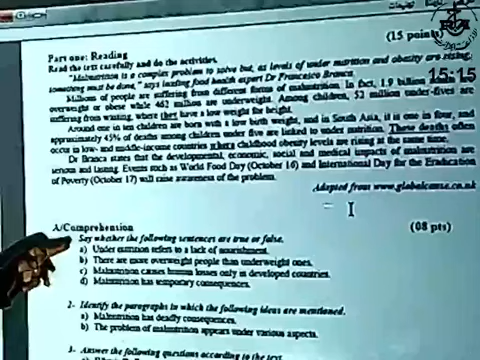 (15 points)
15:15
Part one: Reading
Read the text carefully and do the activities.
"Malnutrition is a complex problem to solve but, as levels of under nutrition and obesity are rising,
something must be done," says leading food health expert Dr Francesco Branca.
Millions of people are suffering from different forms of malnutrition. In fact, 1.9 billion
overweight or obese while 462 million are underweight. Among children, 52 million under-fives are
suffering from wasting, where they have a low weight for height.
Around one in ten children are born with a low birth weight, and in South Asia, it is one in four, and
approximately 45% of deaths among children under five are linked to under nutrition. These deaths often
occur in low- and middle-income countries where childhood obesity levels are rising at the same time.
Dr Branca states that the developmental, economic, social and medical impacts of malnutrition are
serious and lasting. Events such as World Food Day (October 16) and International Day for the Eradication
of Poverty (October 17) will raise awareness of the problem.
Adapted from www.globalcause.co.uk
A/Comprehension
(08 pts)
Say whether the following sentences are true or false.
a) Under nutrition refers to a lack of nourishment.
b) There are more overweight people than underweight ones.
c) Malnutrition causes human losses only in developed countries.
d) Malnutrition has temporary consequences.
2- Identify the paragraphs in which the following ideas are mentioned.
a) Malnutrition has deadly consequences.
b) The problem of malnutrition appears under various aspects.
3- Answer the following questions according to the text.